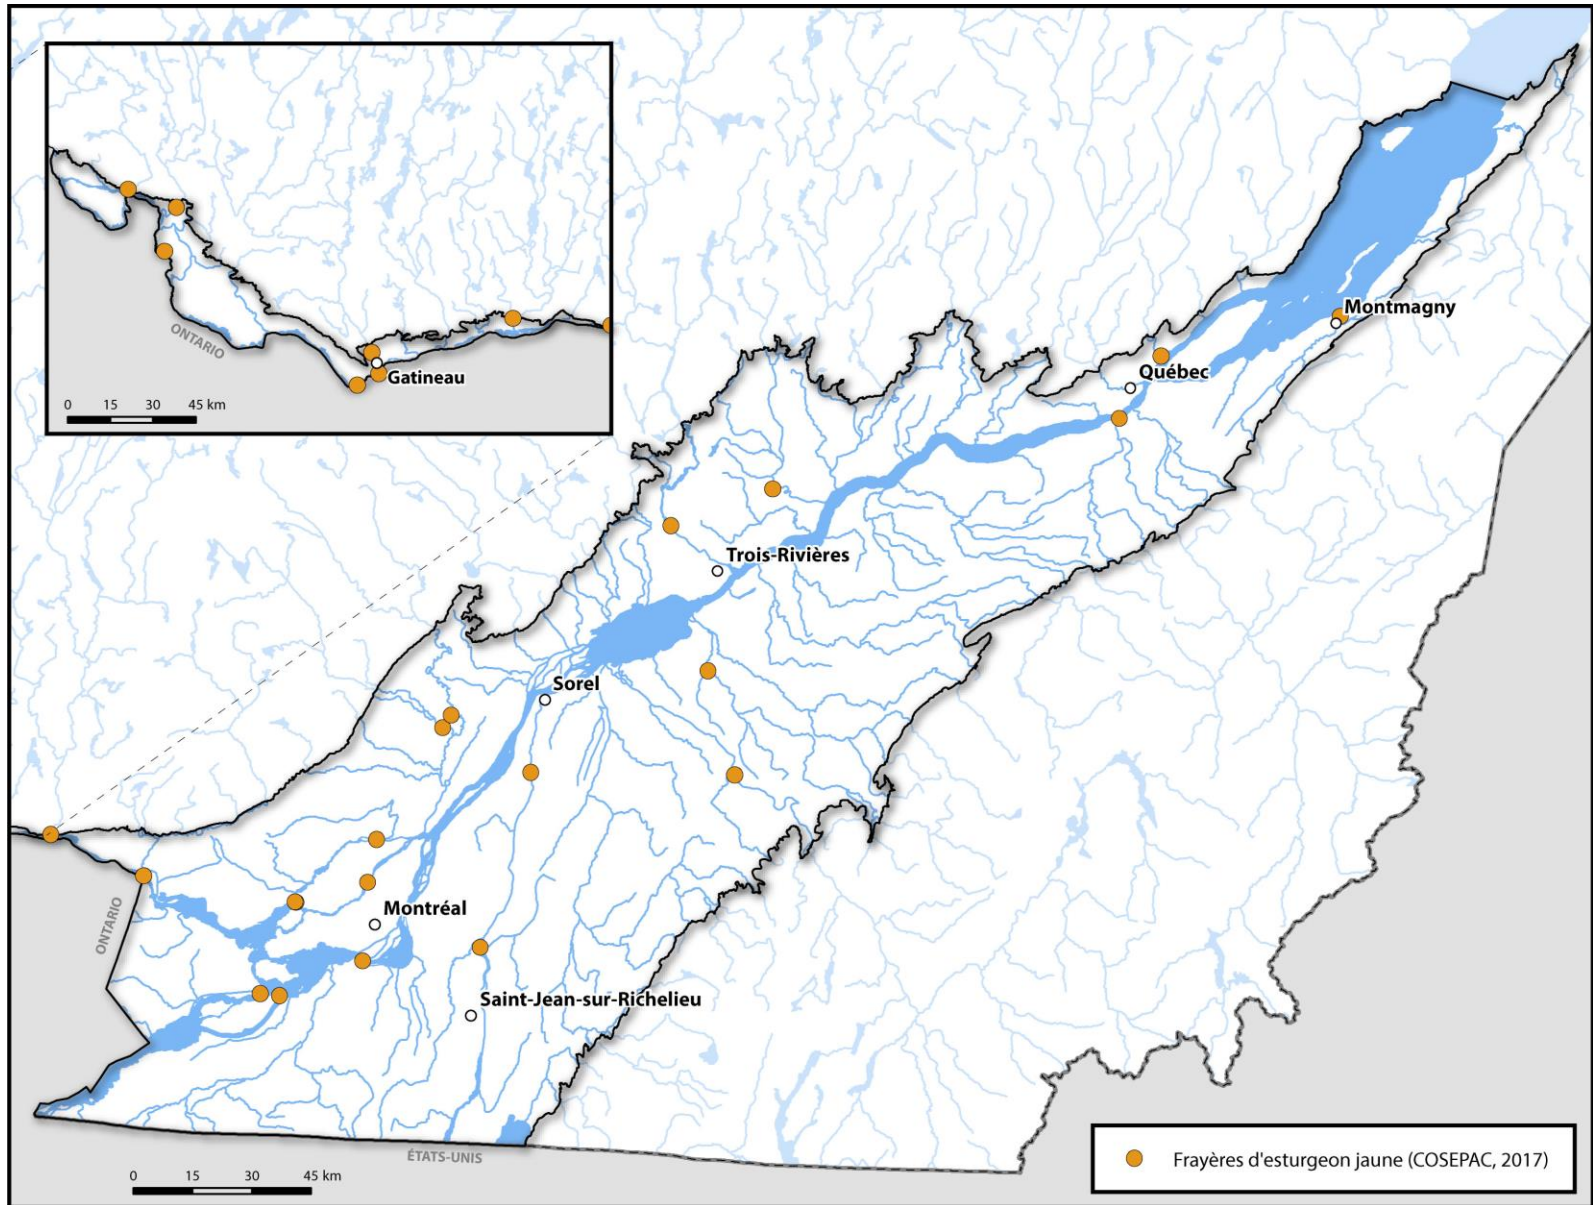 ONTARIO
Gatineau
0 15 30 45 km
Montmagny
Québec
Trois-Rivières
Sorel
Montréal
ONTARIO
Saint-Jean-sur-Richelieu
ÉTATS-UNIS
0 15 30 45 km
Frayères d'esturgeon jaune (COSEPAC, 2017)